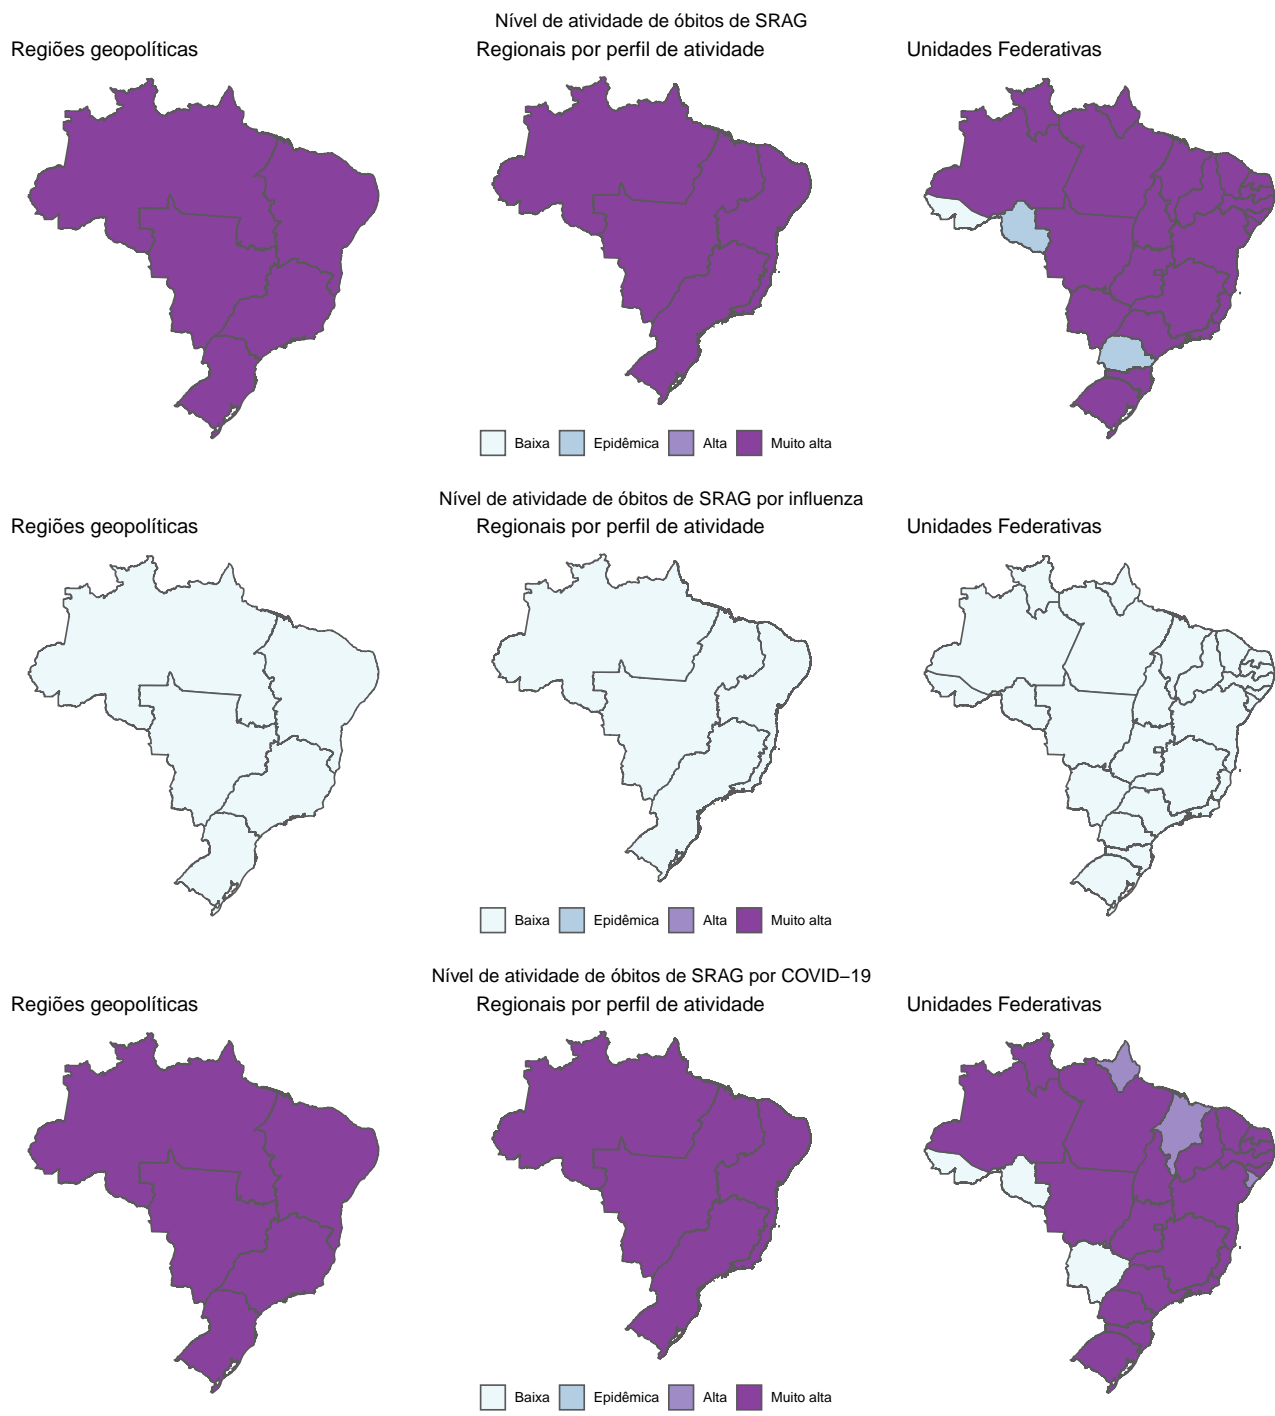 Nível de atividade de óbitos de SRAG
Regiões geopolíticas
Regionais por perfil de atividade
Unidades Federativas
Baixa
Epidêmica
Alta
Muito alta
Nível de atividade de óbitos de SRAG por influenza
Regiões geopolíticas
Regionais por perfil de atividade
Unidades Federativas
Baixa
Epidêmica
Alta
Muito alta
Nível de atividade de óbitos de SRAG por COVID−19
Regiões geopolíticas
Regionais por perfil de atividade
Unidades Federativas
Baixa
Epidêmica
Alta
Muito alta